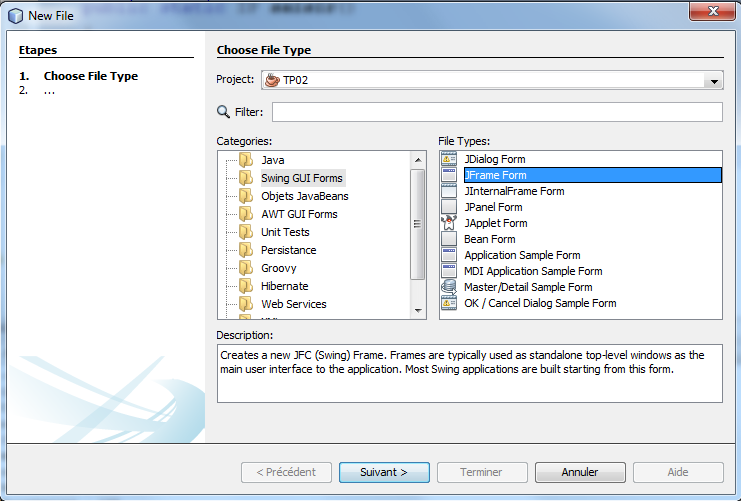 New File
Etapes
1. Choose File Type
2. ...
Choose File Type
Project: TP02
Filter:
Categories:
Java
Swing GUI Forms
Objets JavaBeans
AWT GUI Forms
Unit Tests
Persistance
Groovy
Hibernate
Web Services
File Types:
JDialog Form
JFrame Form
JInternalFrame Form
JPanel Form
JApplet Form
Bean Form
Application Sample Form
MDI Application Sample Form
Master/Detail Sample Form
OK / Cancel Dialog Sample Form
Description:
Creates a new JFC (Swing) Frame. Frames are typically used as standalone top-level windows as the
main user interface to the application. Most Swing applications are built starting from this form.
< Précédent
Suivant >
Terminer
Annuler
Aide